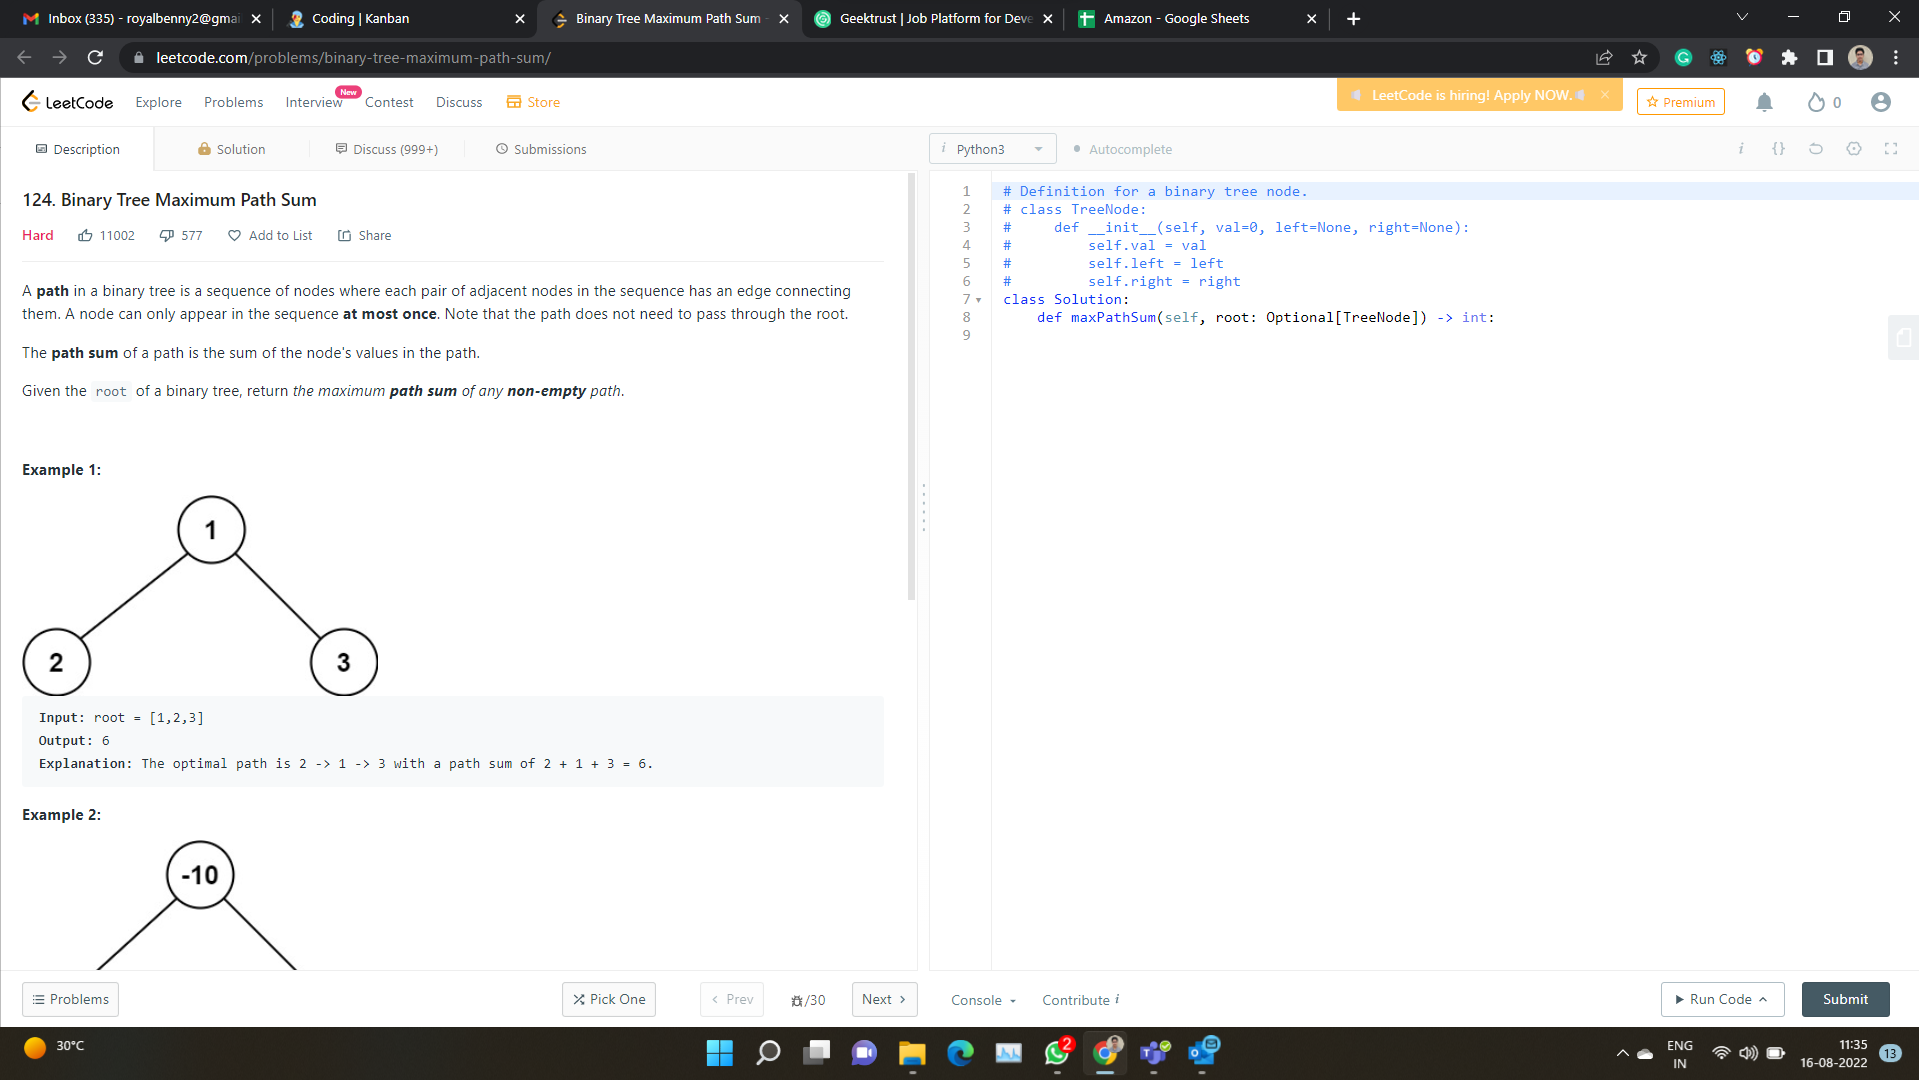 Inbox (335) - royalbenny2@gmai
Coding | Kanban
Binary Tree Maximum Path Sum -
Geektrust | Job Platform for Deve
Amazon - Google Sheets
leetcode.com/problems/binary-tree-maximum-path-sum/
LeetCode
Explore
Problems
Interview
New
Contest
Discuss
Store
LeetCode is hiring! Apply NOW.
Premium
0
Description
Solution
Discuss (999+)
Submissions
i Python3
Autocomplete
i {}
124. Binary Tree Maximum Path Sum
Hard
11002
577
Add to List
Share
A path in a binary tree is a sequence of nodes where each pair of adjacent nodes in the sequence has an edge connecting
them. A node can only appear in the sequence at most once. Note that the path does not need to pass through the root.
The path sum of a path is the sum of the node's values in the path.
Given the root of a binary tree, return the maximum path sum of any non-empty path.
Example 1:
1
2
3
Input: root = [1,2,3]
Output: 6
Explanation: The optimal path is 2 -> 1 -> 3 with a path sum of 2 + 1 + 3 = 6.
Example 2:
-10
1 # Definition for a binary tree node.
2 # class TreeNode:
3 #     def __init__(self, val=0, left=None, right=None):
4 #         self.val = val
5 #         self.left = left
6 #         self.right = right
7 class Solution:
8     def maxPathSum(self, root: Optional[TreeNode]) -> int:
9
Problems
Pick One
Prev
/30
Next
Console
Contribute i
Run Code
Submit
30°C
2
ENG
IN
11:35
16-08-2022
13